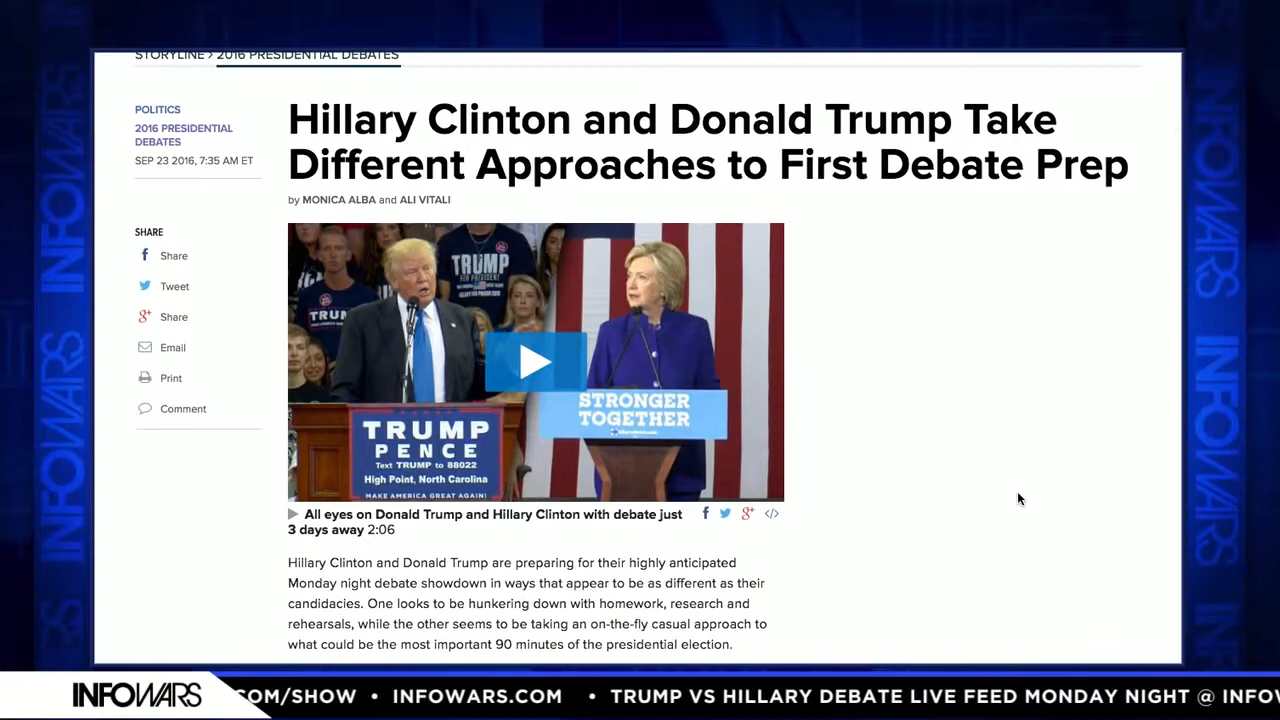 STORYLINE > 2016 PRESIDENTIAL DEBATES
POLITICS
2016 PRESIDENTIAL
DEBATES
SEP 23 2016, 7:35 AM ET
Hillary Clinton and Donald Trump Take
Different Approaches to First Debate Prep
by MONICA ALBA and ALI VITALI
SHARE
Share
Tweet
Share
Email
Print
Comment
TRUMP
FOR PRESIDENT
TRUM
TRUMP
PENCE
Text TRUMP to 88022
High Point, North Carolina
MAKE AMERICA GREAT AGAIN!
STRONGER
TOGETHER
All eyes on Donald Trump and Hillary Clinton with debate just
3 days away 2:06
Hillary Clinton and Donald Trump are preparing for their highly anticipated
Monday night debate showdown in ways that appear to be as different as their
candidacies. One looks to be hunkering down with homework, research and
rehearsals, while the other seems to be taking an on-the-fly casual approach to
what could be the most important 90 minutes of the presidential election.
INFOWARS
INFOWARS
INFOWARS
INFOWARS
INFOWARS .COM/SHOW • INFOWARS.COM • TRUMP VS HILLARY DEBATE LIVE FEED MONDAY NIGHT @ INFOW